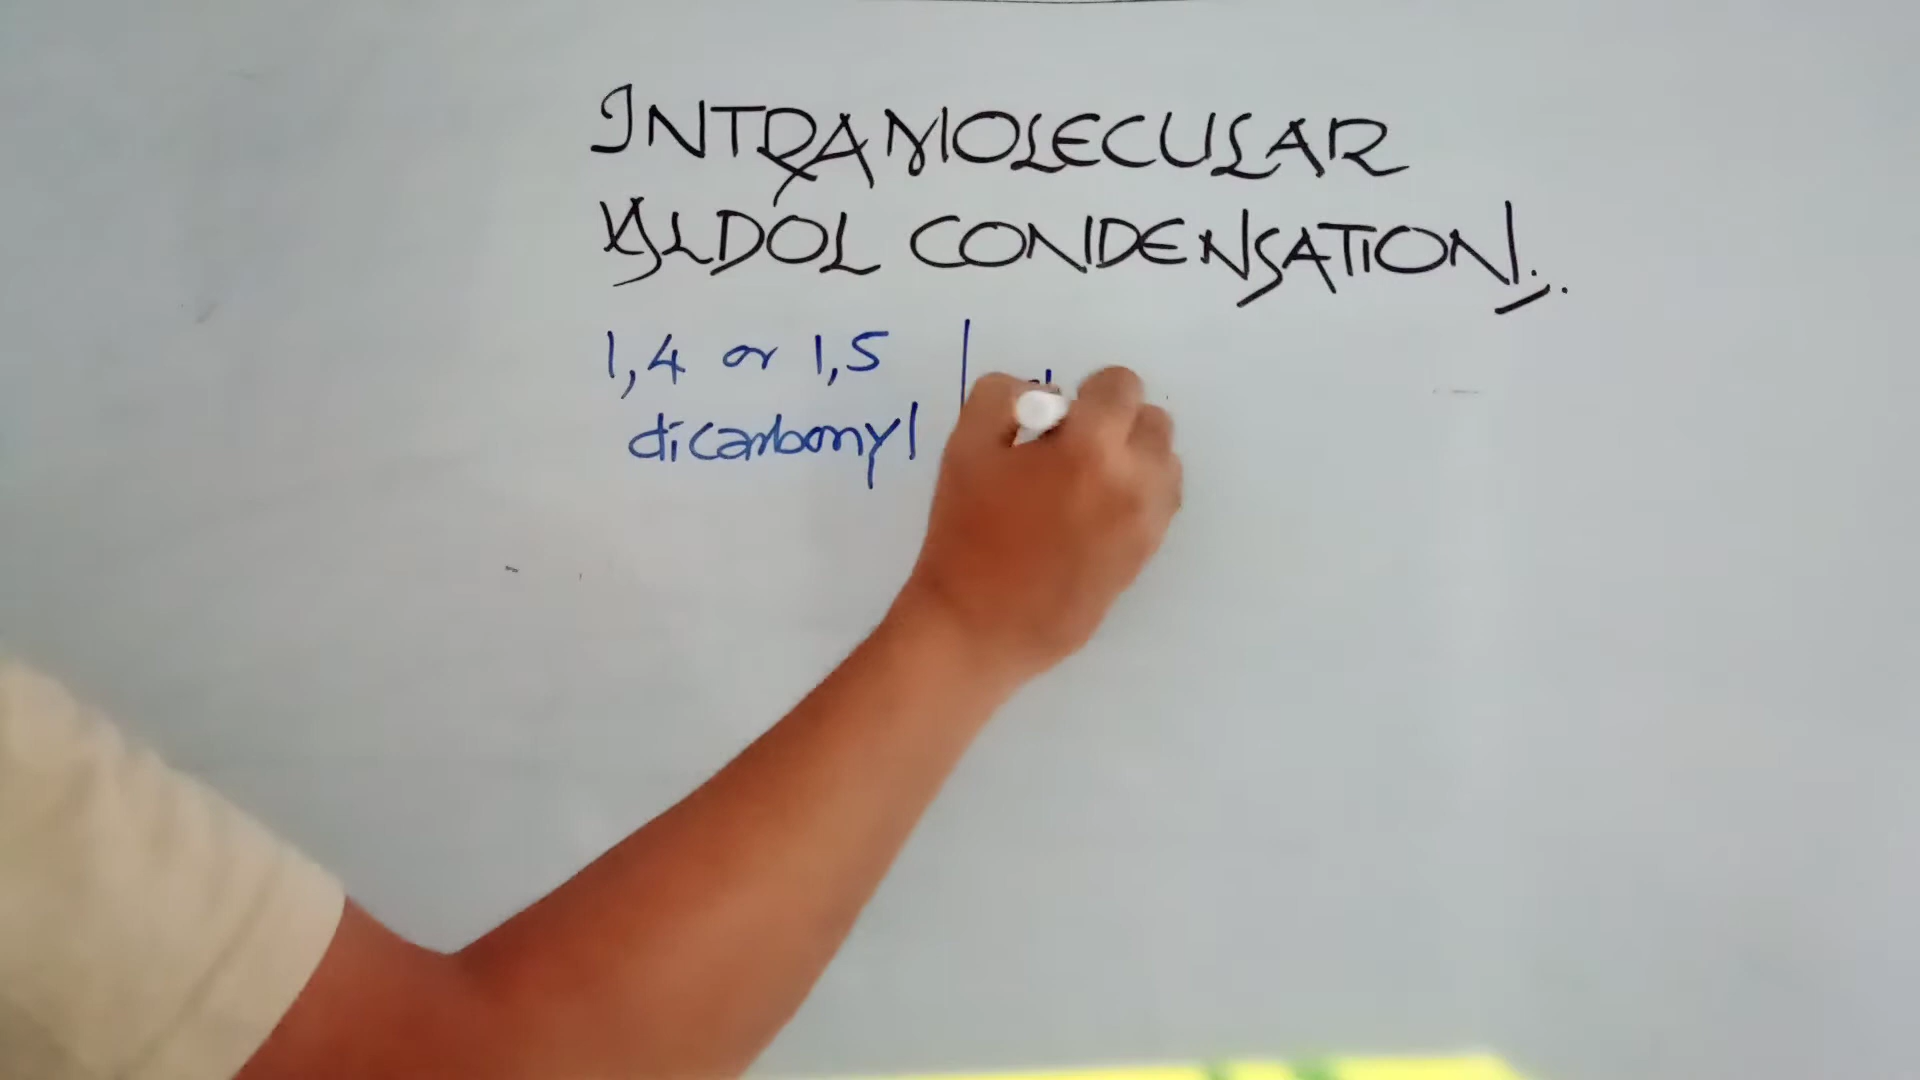 INTRAMOLECULAR
ALDOL CONDENSATION.
1,4 or 1,5
dicarbonyl